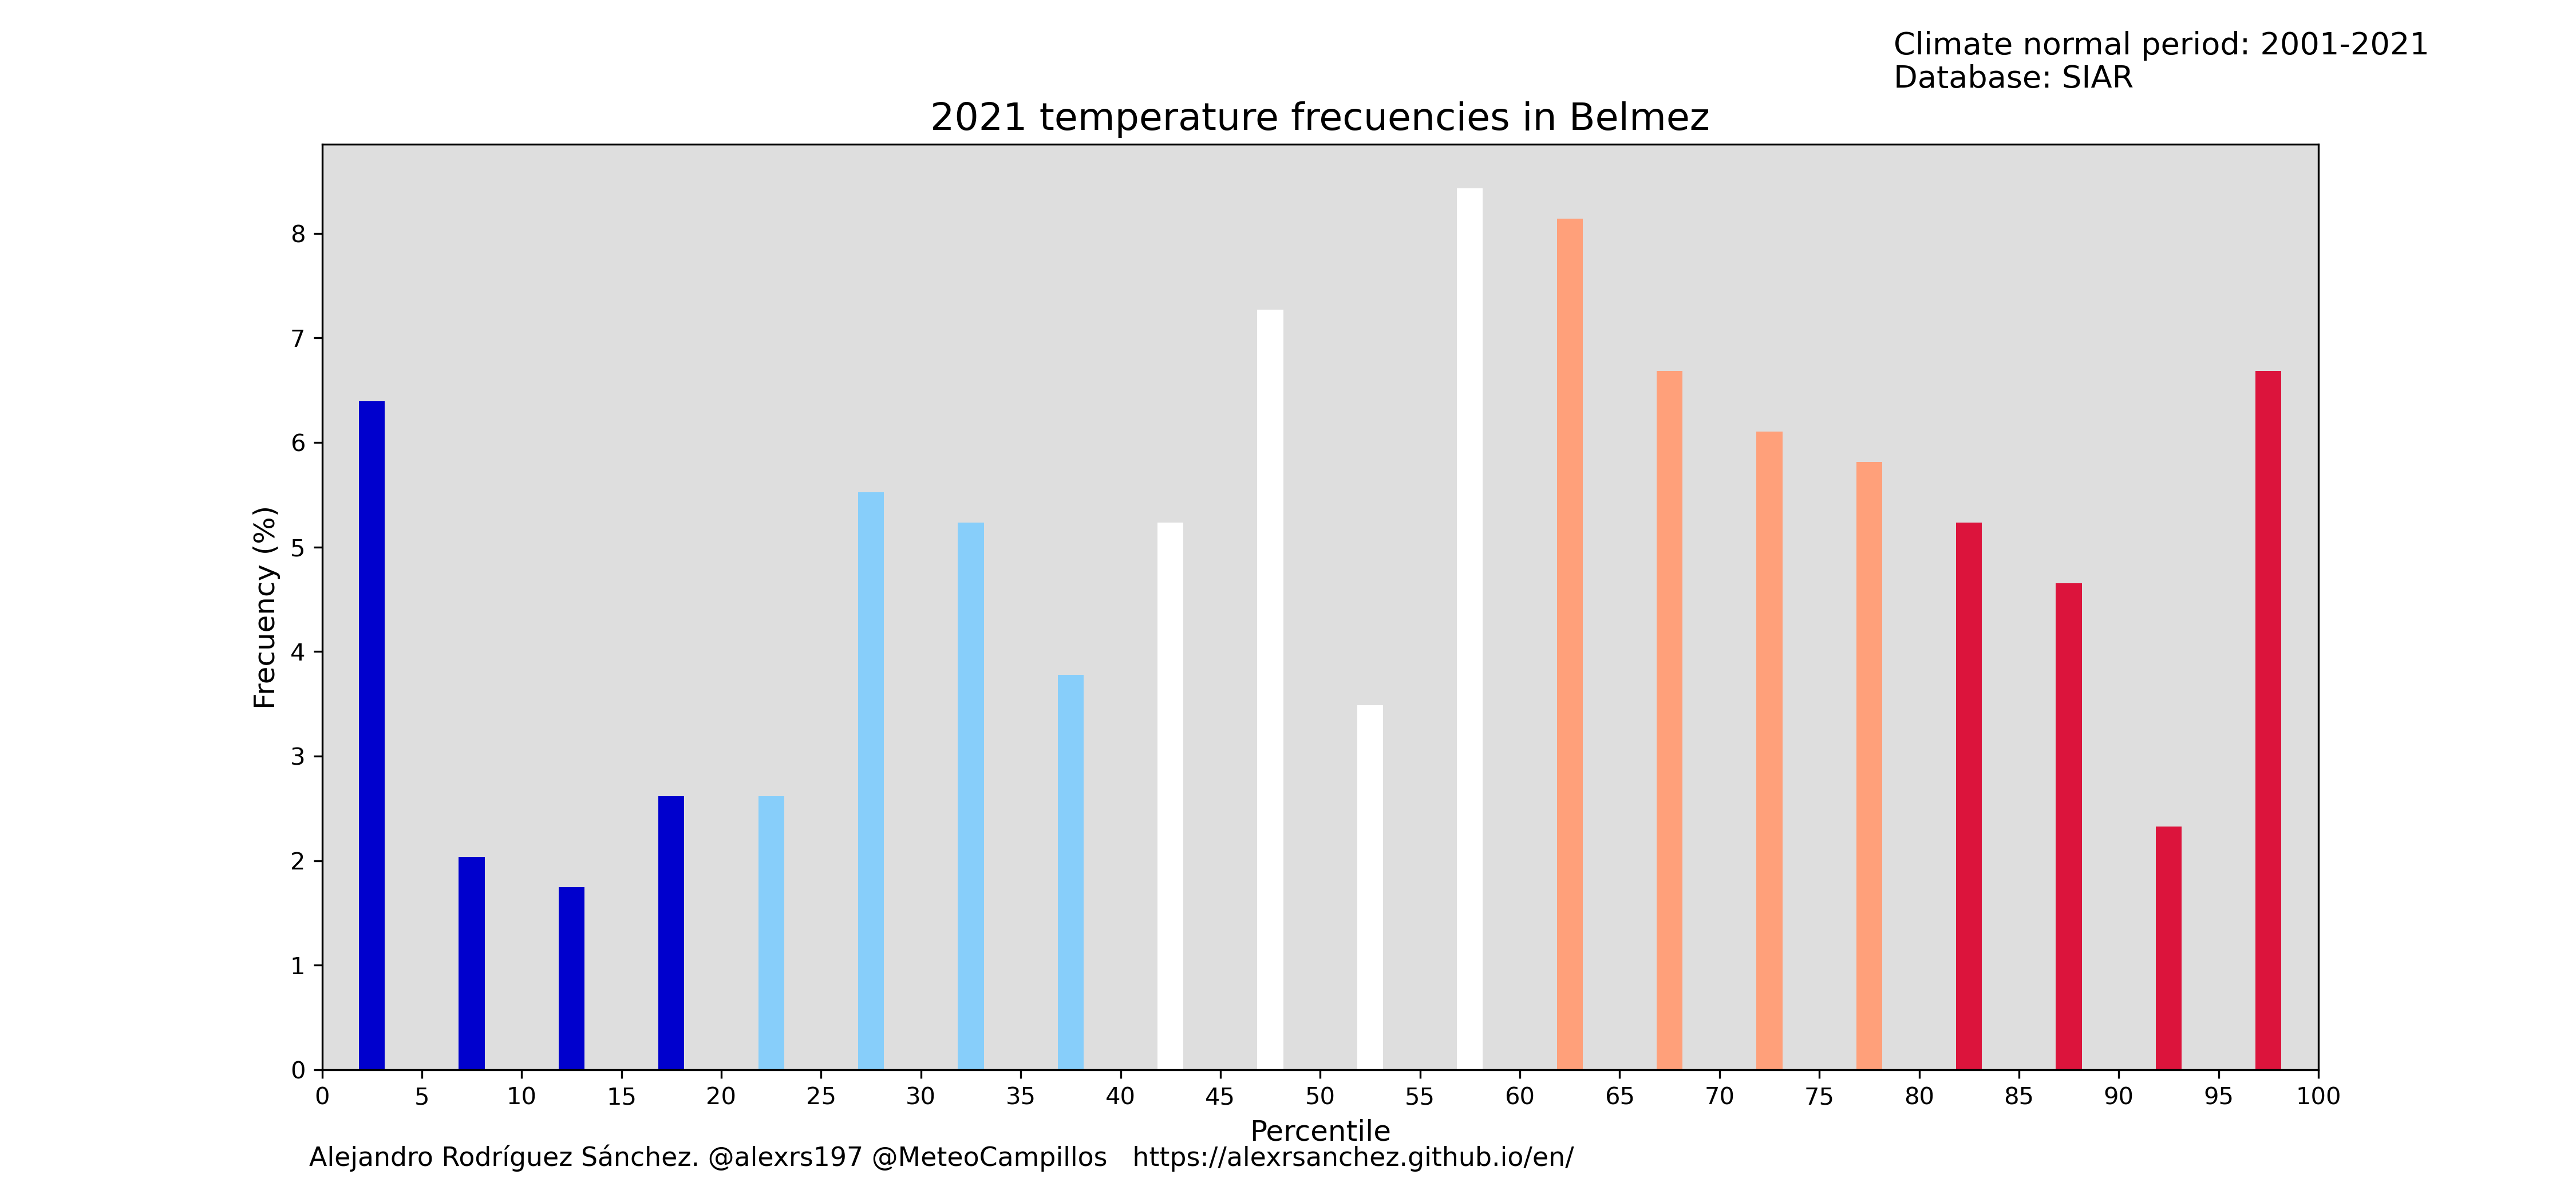 Climate normal period: 2001-2021
Database: SIAR
2021 temperature frecuencies in Belmez
Frecuency (%)
8
7
6
5
4
3
2
1
0
0 5 10 15 20 25 30 35 40 45 50 55 60 65 70 75 80 85 90 95 100
Percentile
Alejandro Rodríguez Sánchez. @alexrs197 @MeteoCampillos https://alexrsanchez.github.io/en/